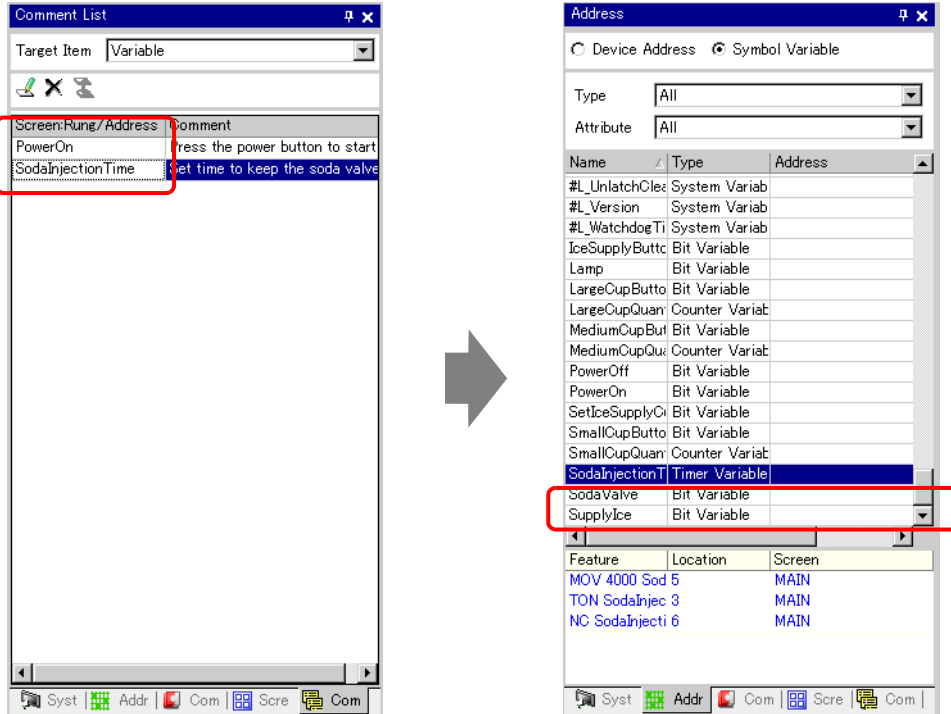 Comment List
Target Item Variable
Screen:Rung/Address Comment
PowerOn Press the power button to start
SodaInjectionTime Set time to keep the soda valve
Syst Addr Com Scre Com
Address
Device Address Symbol Variable
Type All
Attribute All
Name Type Address
#L_UnlatchClea System Variab
#L_Version System Variab
#L_WatchdogTi System Variab
IceSupplyButtc Bit Variable
Lamp Bit Variable
LargeCupButto Bit Variable
LargeCupQuan Counter Variab
MediumCupBut Bit Variable
MediumCupQua Counter Variab
PowerOff Bit Variable
PowerOn Bit Variable
SetIceSupplyC Bit Variable
SmallCupButto Bit Variable
SmallCupQuan Counter Variab
SodaInjectionT Timer Variable
SodaValve Bit Variable
SupplyIce Bit Variable
Feature Location Screen
MOV 4000 Sod 5 MAIN
TON SodaInjec 3 MAIN
NC SodaInjecti 6 MAIN
Syst Addr Com Scre Com